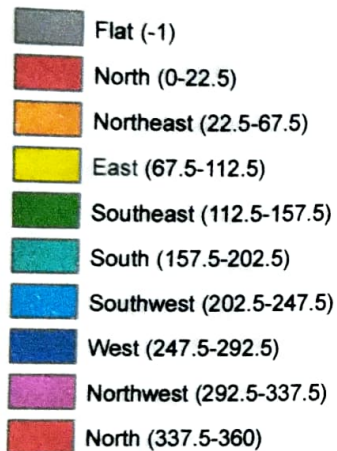 Flat (-1)
North (0-22.5)
Northeast (22.5-67.5)
East (67.5-112.5)
Southeast (112.5-157.5)
South (157.5-202.5)
Southwest (202.5-247.5)
West (247.5-292.5)
Northwest (292.5-337.5)
North (337.5-360)